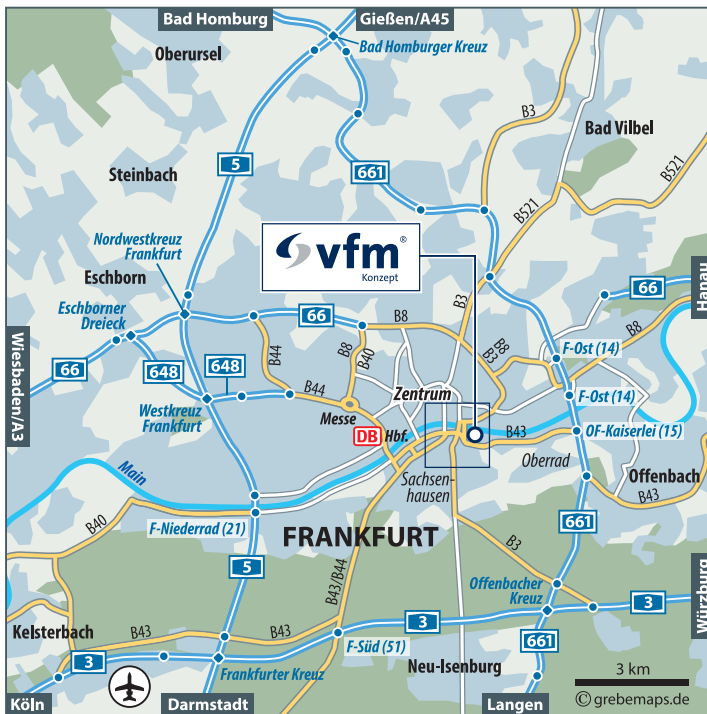 Bad Homburg
Gießen/A45
Oberursel
Bad Homburger Kreuz
B3
Bad Vilbel
5
661
Steinbach
B521
B521
Nordwestkreuz
Frankfurt
vfm®
Konzept
Eschborn
Hanau
66
Eschborner
Dreieck
66
B3
B8
B8
Wiesbaden/A3
66
648
648
B44
B8
B40
B8
B3
F-Ost (14)
Zentrum
B44
F-Ost (14)
Westkreuz
Frankfurt
Messe
DB Hbf.
B43
OF-Kaiserlei (15)
Main
Oberrad
Sachsen-
hausen
Offenbach
B43
B40
F-Niederrad (21)
FRANKFURT
661
B3
5
B43/B44
Offenbacher
Kreuz
Würzburg
3
3
Kelsterbach
B43
B43
661
3
F-Süd (51)
Frankfurter Kreuz
Neu-Isenburg
3 km
Köln
Darmstadt
Langen
© grebemaps.de